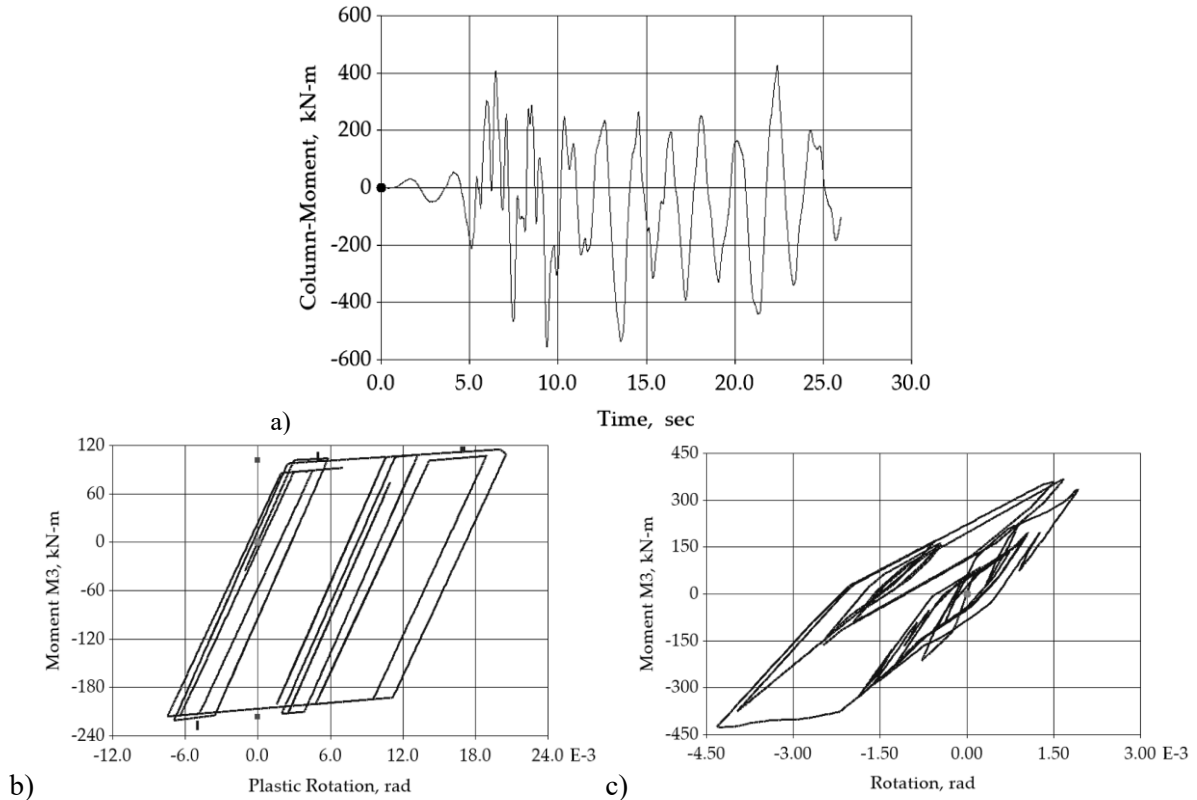 600
400
200
0
-200
-400
-600
Column-Moment, kN-m
0.0 5.0 10.0 15.0 20.0 25.0 30.0
Time, sec
a)
120
60
0
-60
-120
-180
-240
Moment M3, kN-m
-12.0 -6.0 0.0 6.0 12.0 18.0 24.0 E-3
Plastic Rotation, rad
b)
450
300
150
0
-150
-300
-450
Moment M3, kN-m
-4.50 -3.00 -1.50 0.00 1.50 3.00 E-3
Rotation, rad
c)